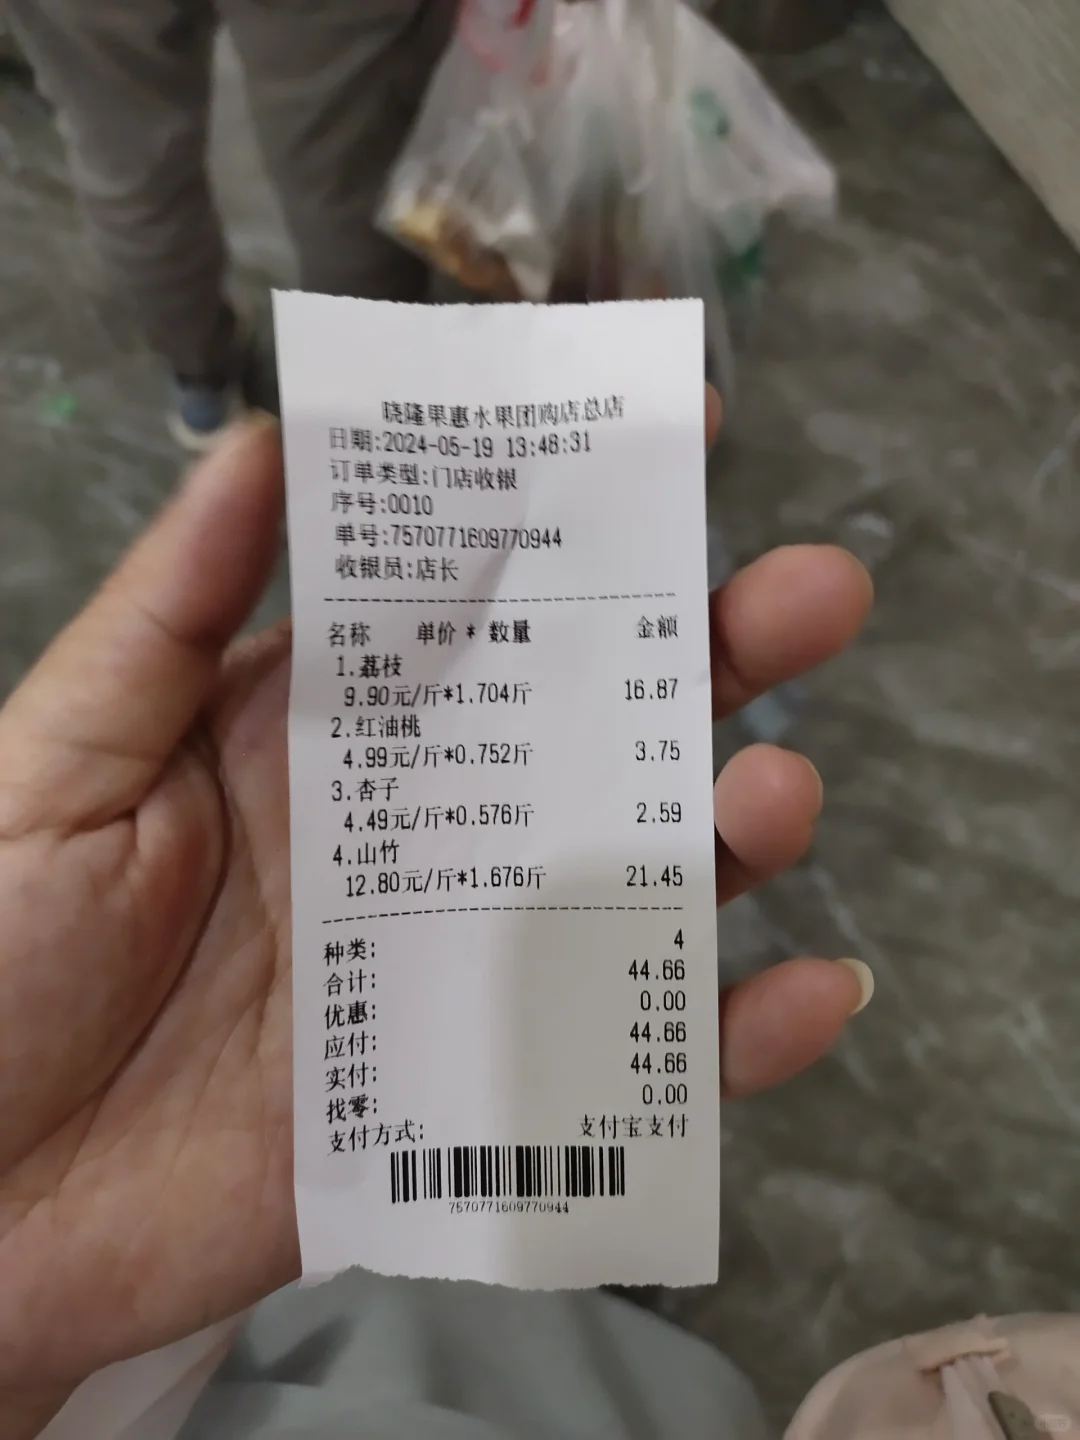 晓隆果惠水果团购店总店
日期:2024-05-19 13:48:31
订单类型:门店收银
序号:0010
单号:7570771609770944
收银员:店长
名称 单价 * 数量 金额
1.荔枝
9.90元/斤*1.704斤 16.87
2.红油桃
4.99元/斤*0.752斤 3.75
3.杏子
4.49元/斤*0.576斤 2.59
4.山竹
12.80元/斤*1.676斤 21.45
种类: 4
合计: 44.66
优惠: 0.00
应付: 44.66
实付: 44.66
找零: 0.00
支付方式: 支付宝支付
7570771609770944